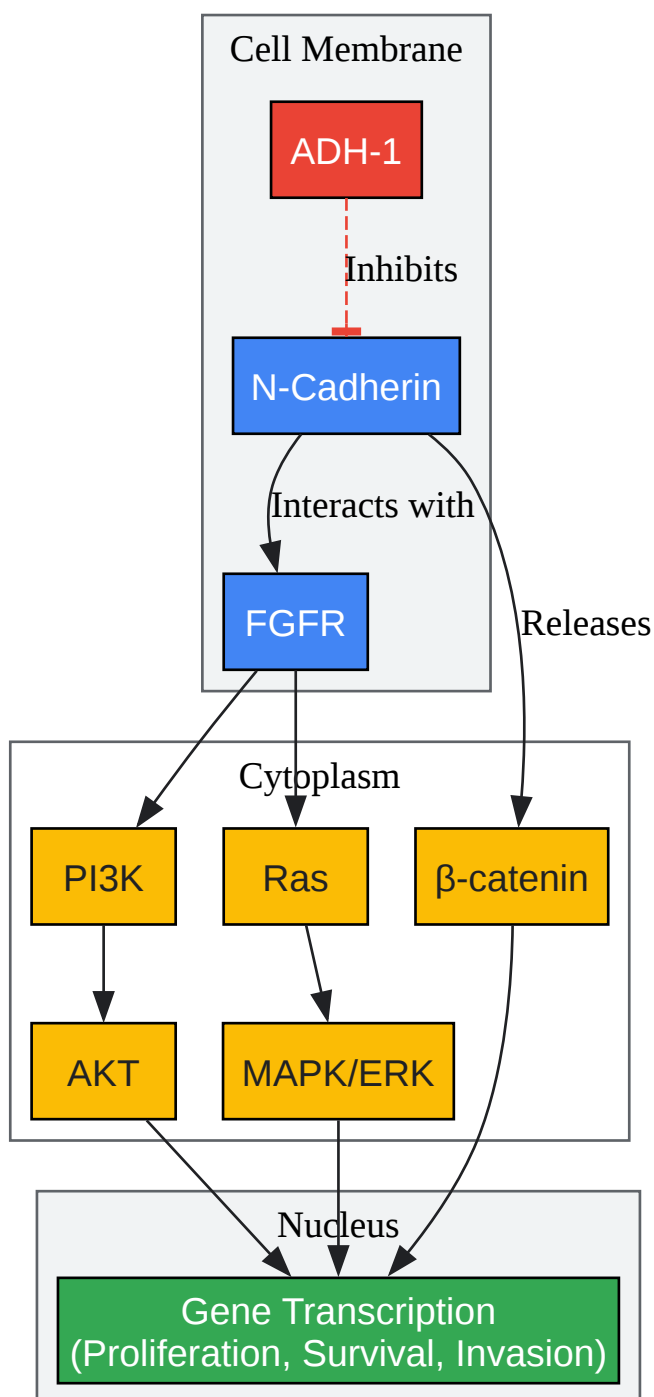 Cell Membrane
ADH-1
Inhibits
N-Cadherin
Interacts with
FGFR
Releases
Cytoplasm
PI3K
Ras
β-catenin
AKT
MAPK/ERK
Nucleus
Gene Transcription
(Proliferation, Survival, Invasion)